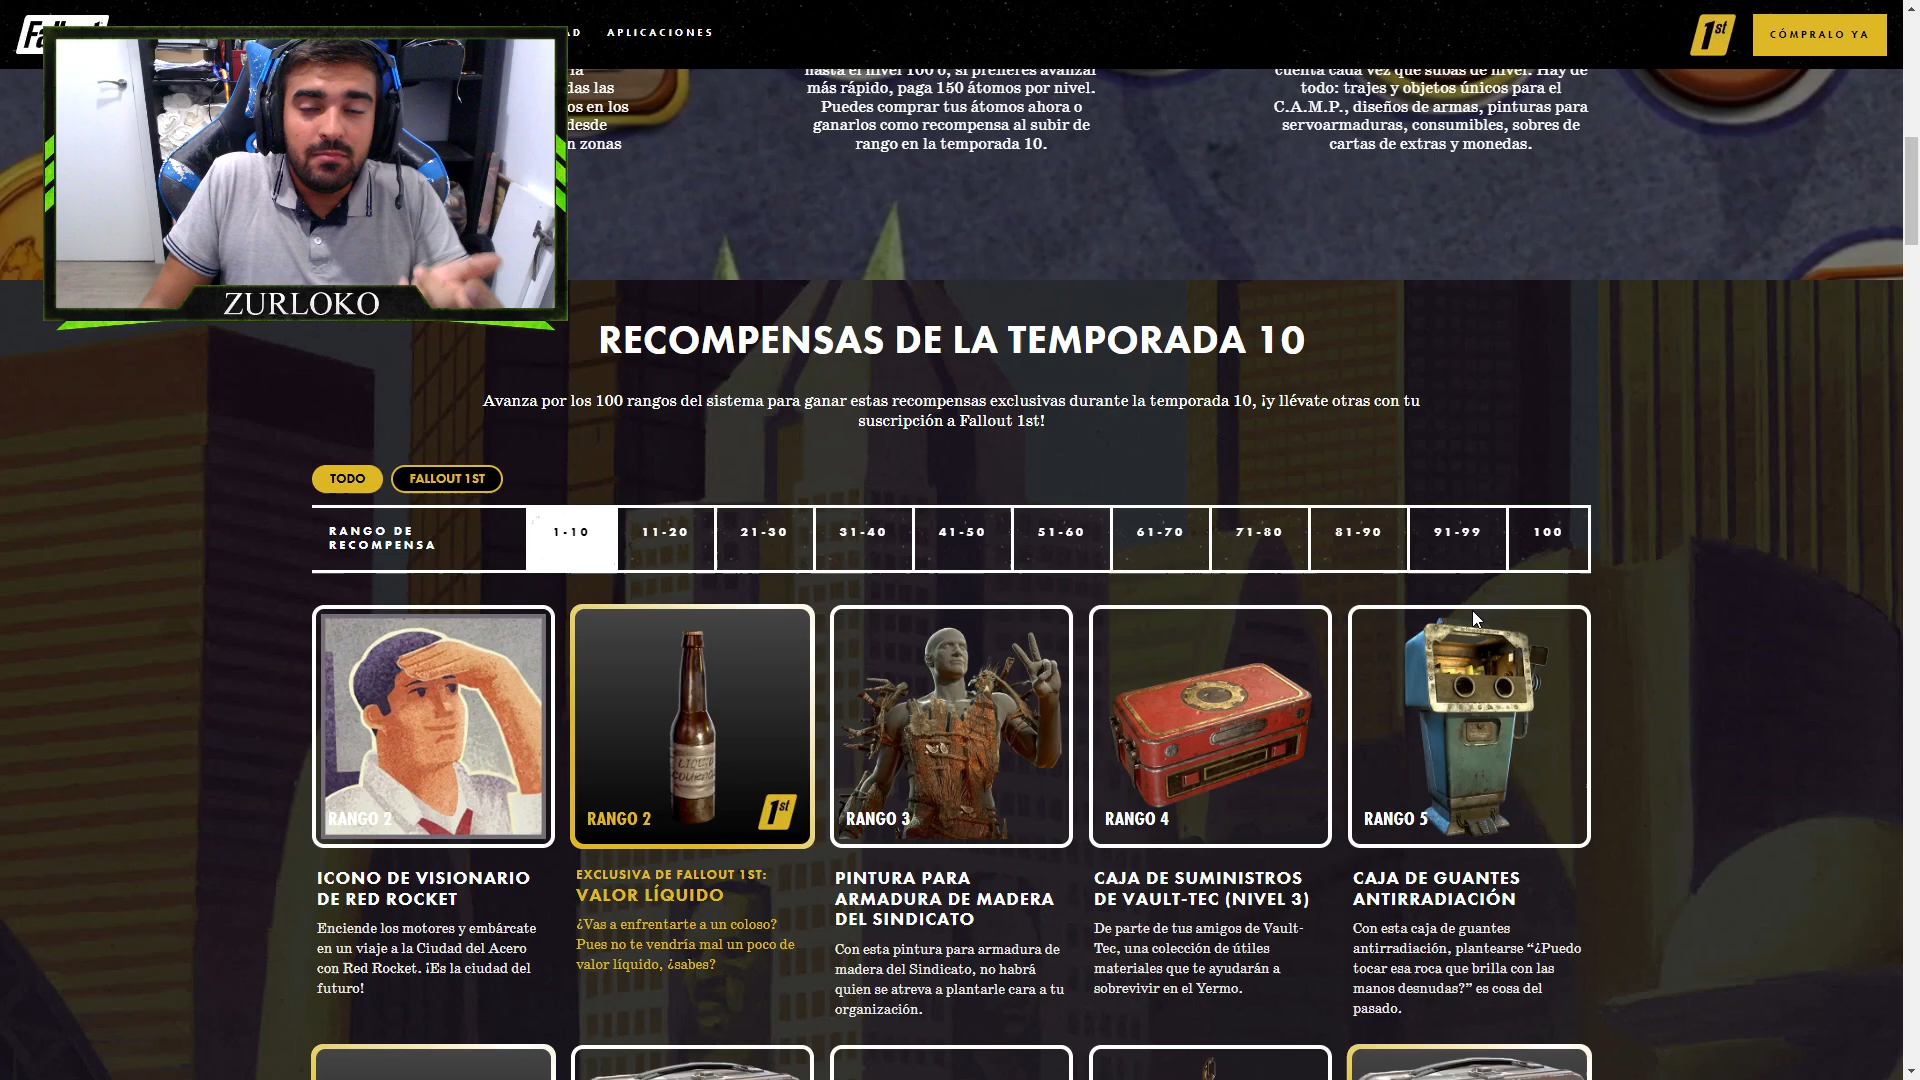 APLICACIONES
1st
CÓMPRALO YA
ZURLOKO
das las
os en los
desde
n zonas
hasta el nivel 100 o, si prefieres avanzar
más rápido, paga 150 átomos por nivel.
Puedes comprar tus átomos ahora o
ganarlos como recompensa al subir de
rango en la temporada 10.
cuenta cada vez que subas de nivel. Hay de
todo: trajes y objetos únicos para el
C.A.M.P., diseños de armas, pinturas para
servoarmaduras, consumibles, sobres de
cartas de extras y monedas.
RECOMPENSAS DE LA TEMPORADA 10
Avanza por los 100 rangos del sistema para ganar estas recompensas exclusivas durante la temporada 10, ¡y llévate otras con tu
suscripción a Fallout 1st!
TODO
FALLOUT 1ST
RANGO DE
RECOMPENSA
1-10
11-20
21-30
31-40
41-50
51-60
61-70
71-80
81-90
91-99
100
RANGO 2
ICONO DE VISIONARIO
DE RED ROCKET
Enciende los motores y embárcate
en un viaje a la Ciudad del Acero
con Red Rocket. ¡Es la ciudad del
futuro!
LIQUID
COURAGE
RANGO 2
1st
EXCLUSIVA DE FALLOUT 1ST:
VALOR LÍQUIDO
¿Vas a enfrentarte a un coloso?
Pues no te vendría mal un poco de
valor líquido, ¿sabes?
RANGO 3
PINTURA PARA
ARMADURA DE MADERA
DEL SINDICATO
Con esta pintura para armadura de
madera del Sindicato, no habrá
quien se atreva a plantarle cara a tu
organización.
RANGO 4
CAJA DE SUMINISTROS
DE VAULT-TEC (NIVEL 3)
De parte de tus amigos de Vault-
Tec, una colección de útiles
materiales que te ayudarán a
sobrevivir en el Yermo.
RANGO 5
CAJA DE GUANTES
ANTIRRADIACIÓN
Con esta caja de guantes
antirradiación, plantearse “¿Puedo
tocar esa roca que brilla con las
manos desnudas?” es cosa del
pasado.